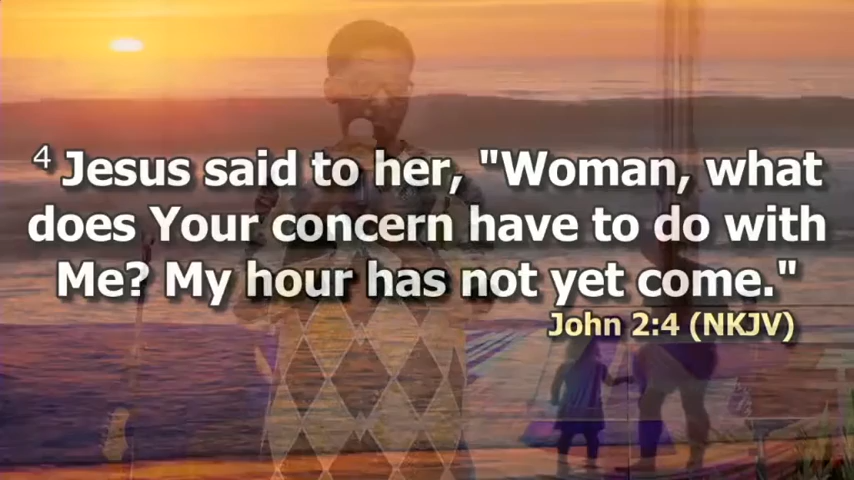 4 Jesus said to her, "Woman, what
does Your concern have to do with
Me? My hour has not yet come."
John 2:4 (NKJV)